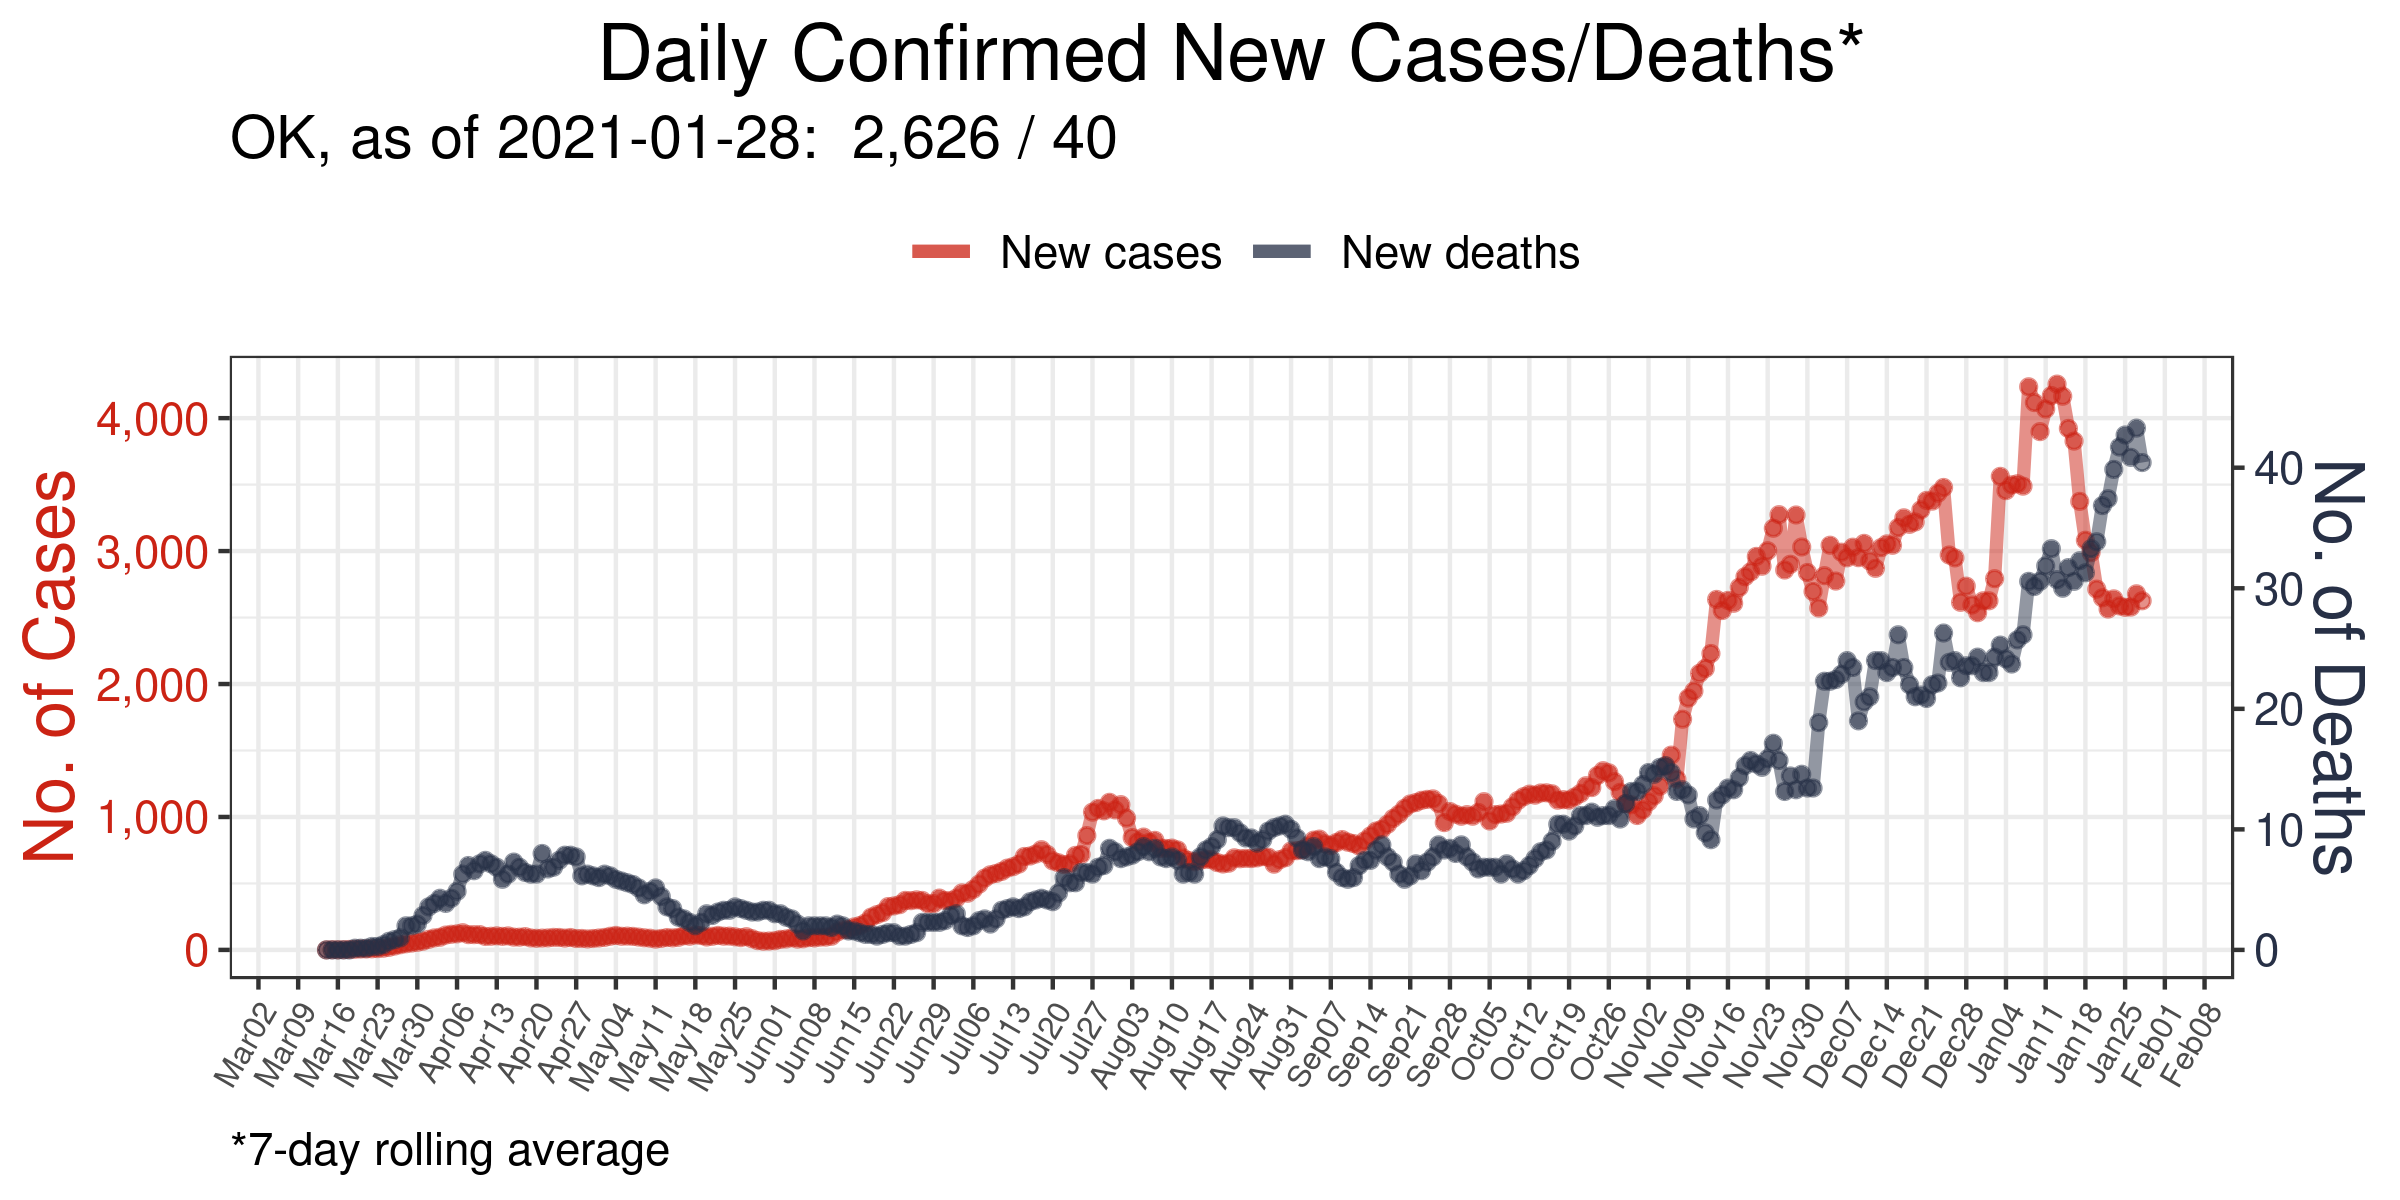 Daily Confirmed New Cases/Deaths*
OK, as of 2021-01-28:  2,626 / 40
New cases
New deaths
No. of Cases
4,000
3,000
2,000
1,000
0
40
30
20
10
0
No. of Deaths
Mar02
Mar09
Mar16
Mar23
Mar30
Apr06
Apr13
Apr20
Apr27
May04
May11
May18
May25
Jun01
Jun08
Jun15
Jun22
Jun29
Jul06
Jul13
Jul20
Jul27
Aug03
Aug10
Aug17
Aug24
Aug31
Sep07
Sep14
Sep21
Sep28
Oct05
Oct12
Oct19
Oct26
Nov02
Nov09
Nov16
Nov23
Nov30
Dec07
Dec14
Dec21
Dec28
Jan04
Jan11
Jan18
Jan25
Feb01
Feb08
*7-day rolling average